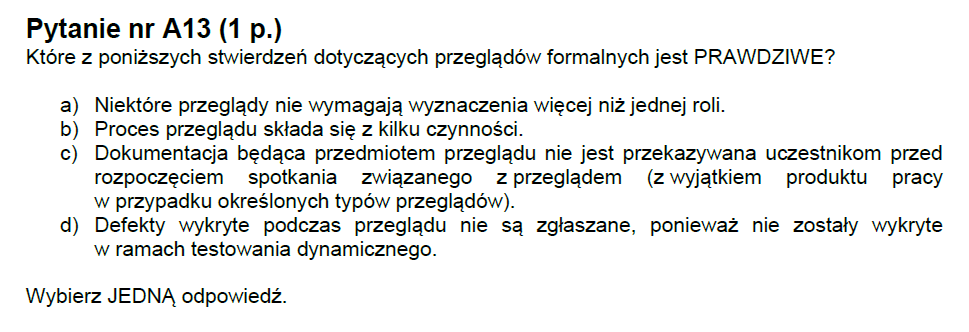 Pytanie nr A13 (1 p.)
Które z poniższych stwierdzeń dotyczących przeglądów formalnych jest PRAWDZIWE?
a) Niektóre przeglądy nie wymagają wyznaczenia więcej niż jednej roli.
b) Proces przeglądu składa się z kilku czynności.
c) Dokumentacja będąca przedmiotem przeglądu nie jest przekazywana uczestnikom przed
rozpoczęciem spotkania związanego z przeglądem (z wyjątkiem produktu pracy
w przypadku określonych typów przeglądów).
d) Defekty wykryte podczas przeglądu nie są zgłaszane, ponieważ nie zostały wykryte
w ramach testowania dynamicznego.
Wybierz JEDNĄ odpowiedź.